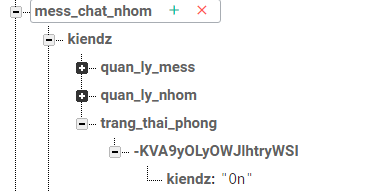 mess_chat_nhom
kiendz
quan_ly_mess
quan_ly_nhom
trang_thai_phong
-KVA9yOLyOWJlhtryWSI
kiendz: "On"